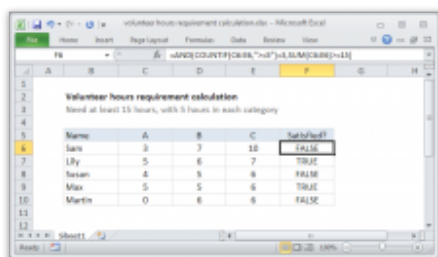 volunteer hours requirement calculation.xlsx - Microsoft Excel
File Home Insert Page Layout Formulas Data Review View
F6 fx =AND(COUNTIF(C6:E6,">=5")=3,SUM(C6:E6)>=15)
A B C D E F G H
1
2 Volunteer hours requirement calculation
3 Need at least 15 hours, with 5 hours in each category
4
5 Name A B C Satisfied?
6 Sam 3 7 10 FALSE
7 Lily 5 6 7 TRUE
8 Susan 4 5 6 FALSE
9 Max 5 5 6 TRUE
10 Martin 0 6 6 FALSE
11
12
Sheet1
Ready 100%